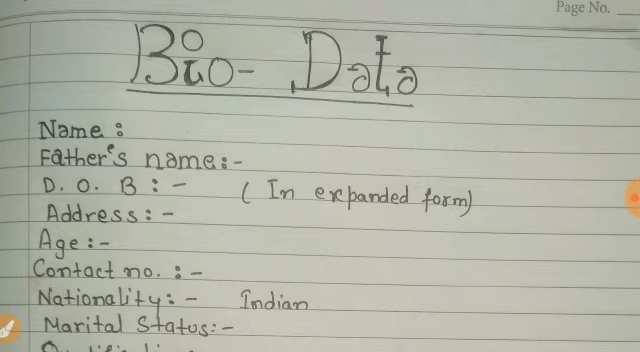 Page No.
Bio- Data
Name :
Father's name:-
D. O. B : - ( In expanded form)
Address: -
Age :-
Contact no. : -
Nationality: - Indian
Marital Status:-